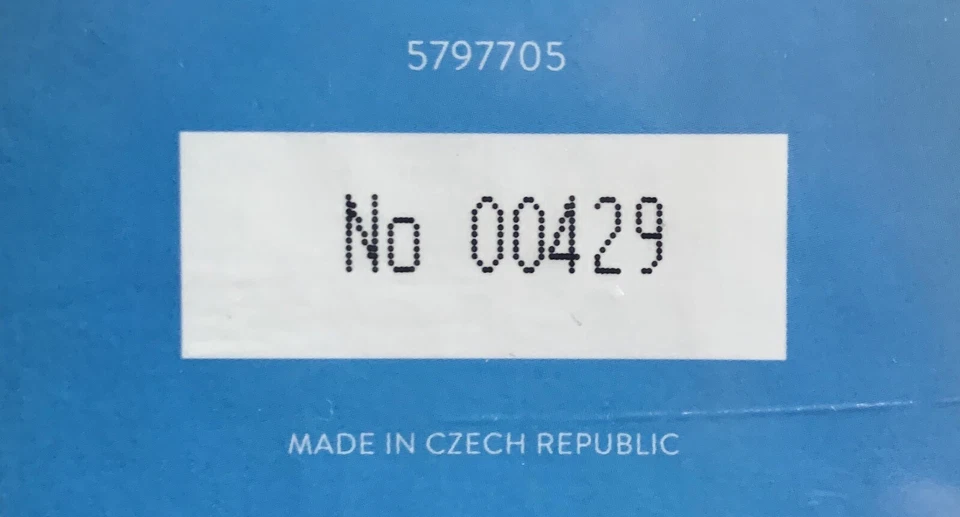 5797705
No 00429
MADE IN CZECH REPUBLIC